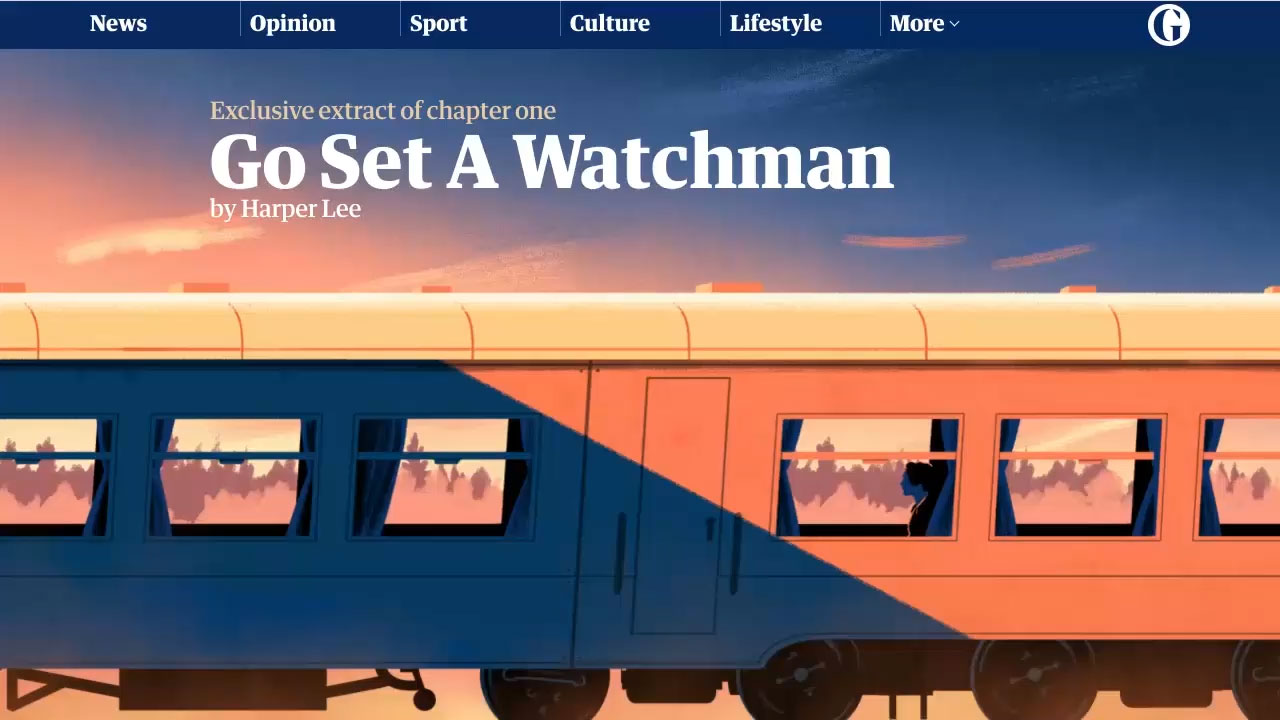 News
Opinion
Sport
Culture
Lifestyle
More
G
Exclusive extract of chapter one
Go Set A Watchman
by Harper Lee